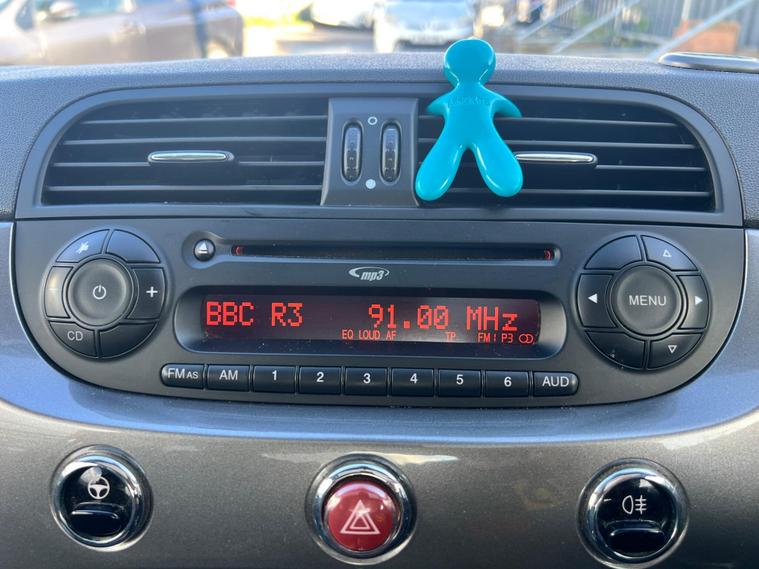 mp3
BBC R3 91.00 MHz
EQ LOUD AF TP FM1 P3
CD
MENU
FM AS AM 1 2 3 4 5 6 AUD